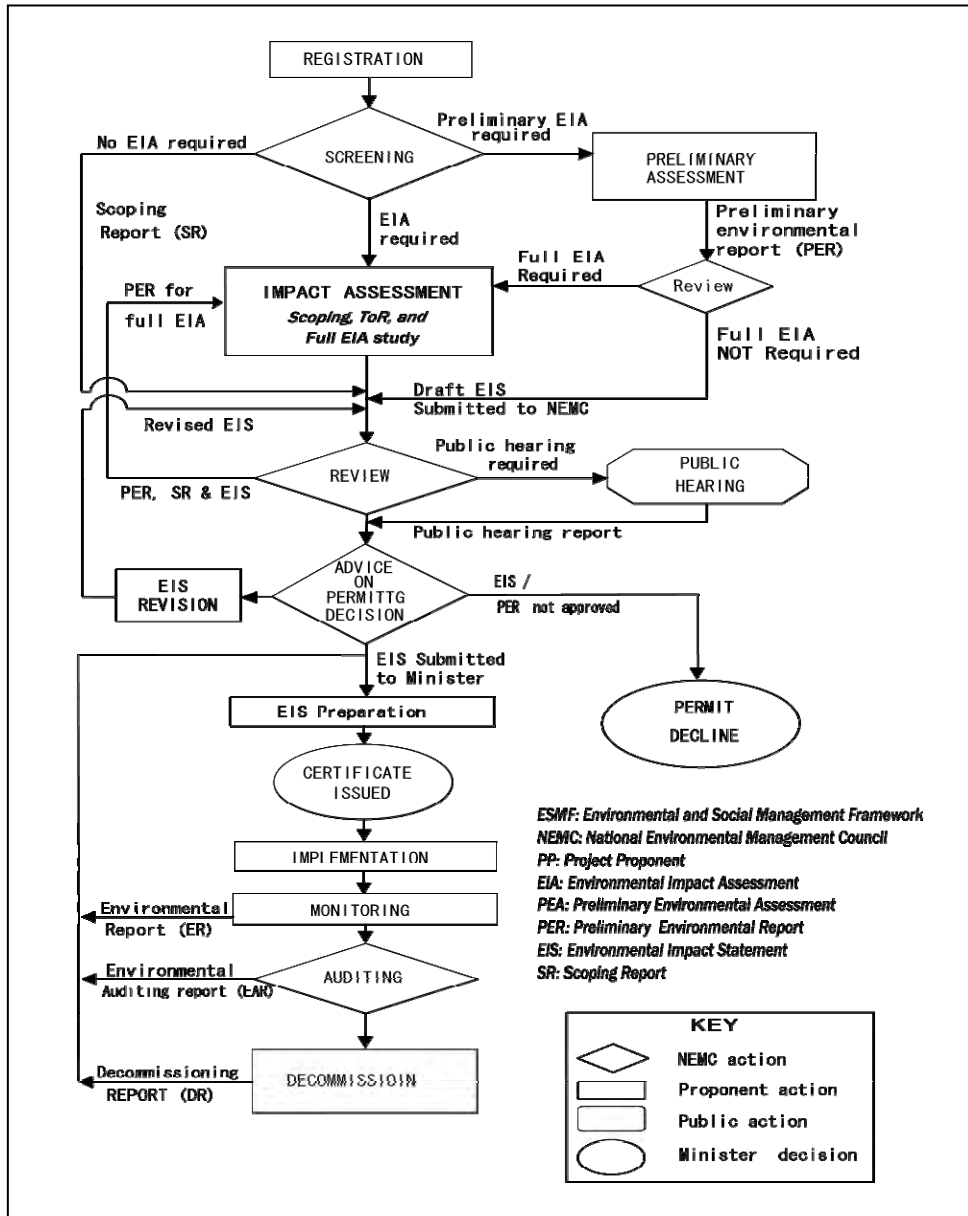 REGISTRATION
Preliminary EIA
required
No EIA required
SCREENING
PRELIMINARY
ASSESSMENT
Scoping
Report (SR)
EIA
required
Preliminary
environmental
report (PER)
Full EIA
Required
Review
PER for
full EIA
IMPACT ASSESSMENT
Scoping, ToR, and
Full EIA study
Full EIA
NOT Required
Draft EIS
Submitted to NEMC
Revised EIS
Public hearing
required
REVIEW
PUBLIC
HEARING
PER, SR & EIS
Public hearing report
EIS
REVISION
ADVICE
ON
PERMITTG
DECISION
EIS /
PER not approved
EIS Submitted
to Minister
EIS Preparation
PERMIT
DECLINE
CERTIFICATE
ISSUED
IMPLEMENTATION
Environmental
Report (ER)
MONITORING
Environmental
Auditing report (EAR)
AUDITING
Decommissioning
REPORT (DR)
DECOMMISSIOIN
ESMF: Environmental and Social Management Framework
NEMC: National Environmental Management Council
PP: Project Proponent
EIA: Environmental Impact Assessment
PEA: Preliminary Environmental Assessment
PER: Preliminary Environmental Report
EIS: Environmental Impact Statement
SR: Scoping Report
KEY
NEMC action
Proponent action
Public action
Minister decision